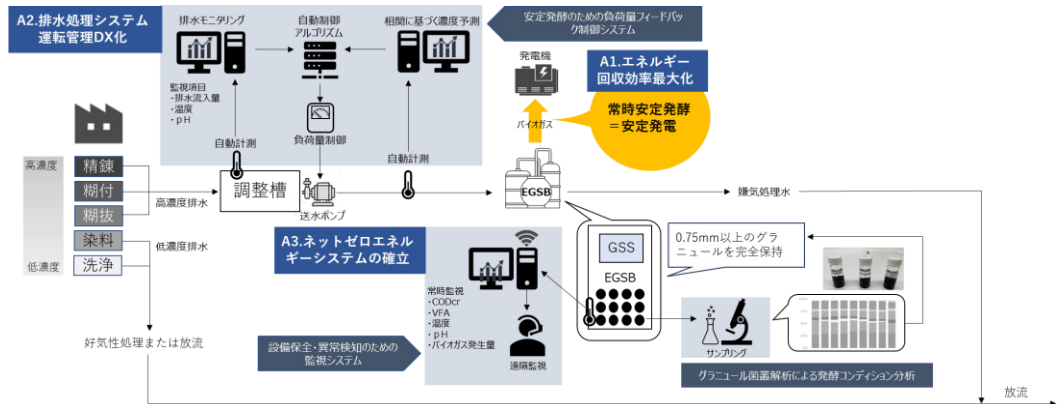 A2.排水処理システム
運転管理DX化
排水モニタリング
自動制御
アルゴリズム
相関に基づく濃度予測
安定発酵のための負荷量フィードバッ
ク制御システム
監視項目
・排水流入量
・温度
・pH
自動計測
負荷量制御
自動計測
発電機
A1.エネルギー
回収効率最大化
常時安定発酵
＝安定発電
バイオガス
高濃度
低濃度
精錬
糊付
糊抜
染料
洗浄
高濃度排水
低濃度排水
調整槽
送水ポンプ
EGSB
嫌気処理水
A3.ネットゼロエネル
ギーシステムの確立
常時監視
・CODcr
・VFA
・温度
・pH
・バイオガス発生量
遠隔監視
設備保全・異常検知のための
監視システム
GSS
EGSB
0.75mm以上のグラ
ニュールを完全保持
サンプリング
グラニュール菌叢解析による発酵コンディション分析
好気性処理または放流
放流